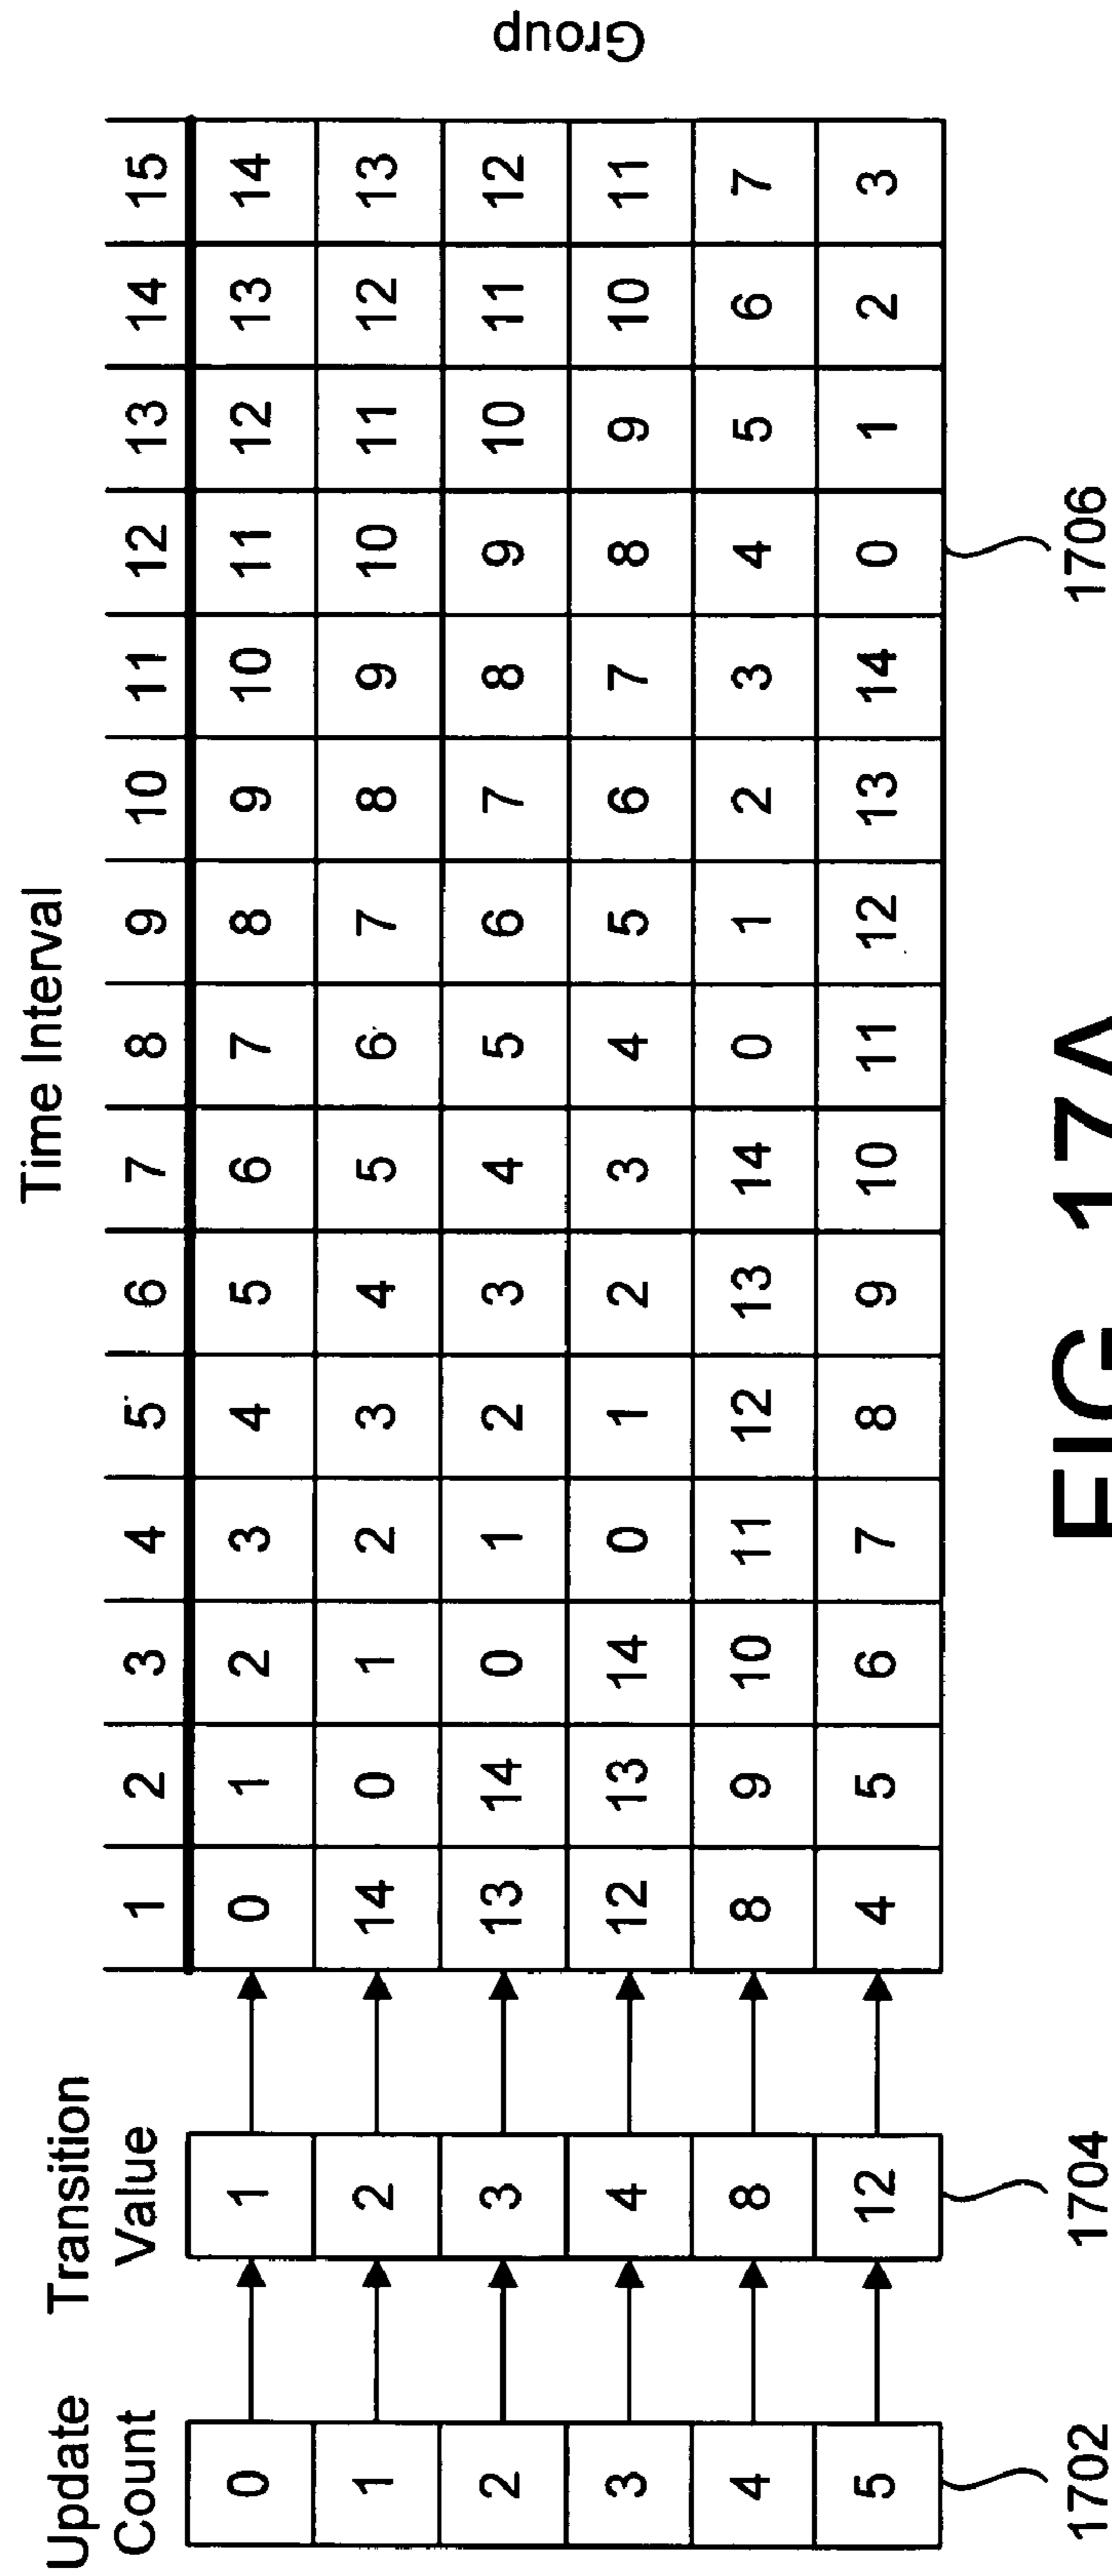 Time Interval
Update Count
Transition Value
1 2 3 4 5 6 7 8 9 10 11 12 13 14 15
0 1 0 1 2 3 4 5 6 7 8 9 10 11 12 13 14
1 2 14 0 1 2 3 4 5 6 7 8 9 10 11 12 13
2 3 13 14 0 1 2 3 4 5 6 7 8 9 10 11 12
3 4 12 13 14 0 1 2 3 4 5 6 7 8 9 10 11
4 8 8 9 10 11 12 13 14 0 1 2 3 4 5 6 7
5 12 4 5 6 7 8 9 10 11 12 13 14 0 1 2 3
Group
1702
1704
1706
FIG 17A